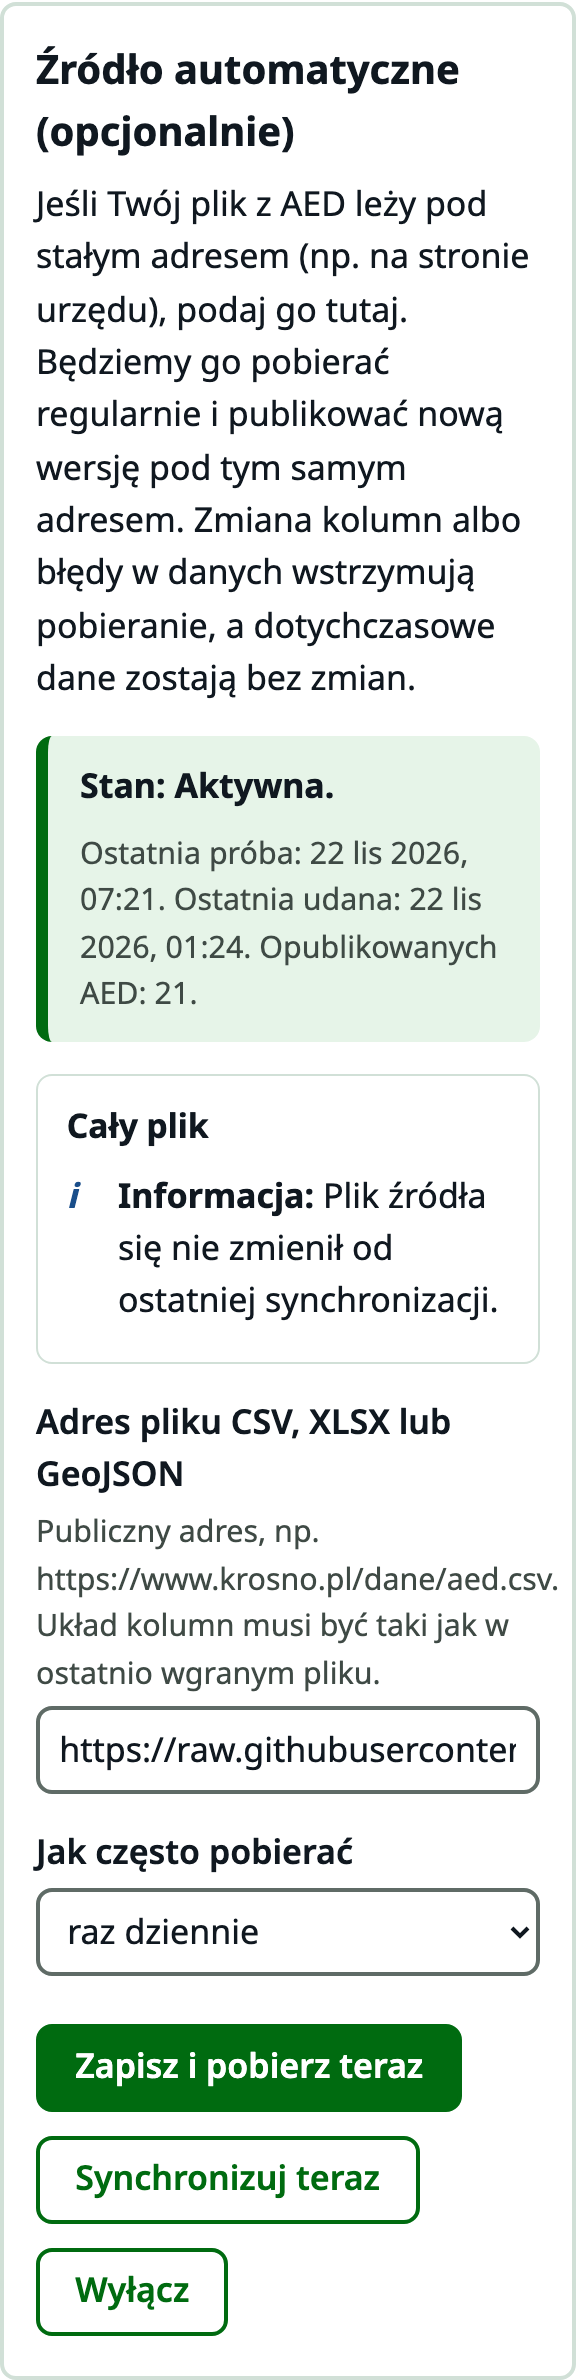 Źródło automatyczne
(opcjonalnie)
Jeśli Twój plik z AED leży pod
stałym adresem (np. na stronie
urzędu), podaj go tutaj.
Będziemy go pobierać
regularnie i publikować nową
wersję pod tym samym
adresem. Zmiana kolumn albo
błędy w danych wstrzymują
pobieranie, a dotychczasowe
dane zostają bez zmian.
Stan: Aktywna.
Ostatnia próba: 22 lis 2026,
07:21. Ostatnia udana: 22 lis
2026, 01:24. Opublikowanych
AED: 21.
Cały plik
i Informacja: Plik źródła
się nie zmienił od
ostatniej synchronizacji.
Adres pliku CSV, XLSX lub
GeoJSON
Publiczny adres, np.
https://www.krosno.pl/dane/aed.csv.
Układ kolumn musi być taki jak w
ostatnio wgranym pliku.
https://raw.githubuserconter
Jak często pobierać
raz dziennie
Zapisz i pobierz teraz
Synchronizuj teraz
Wyłącz